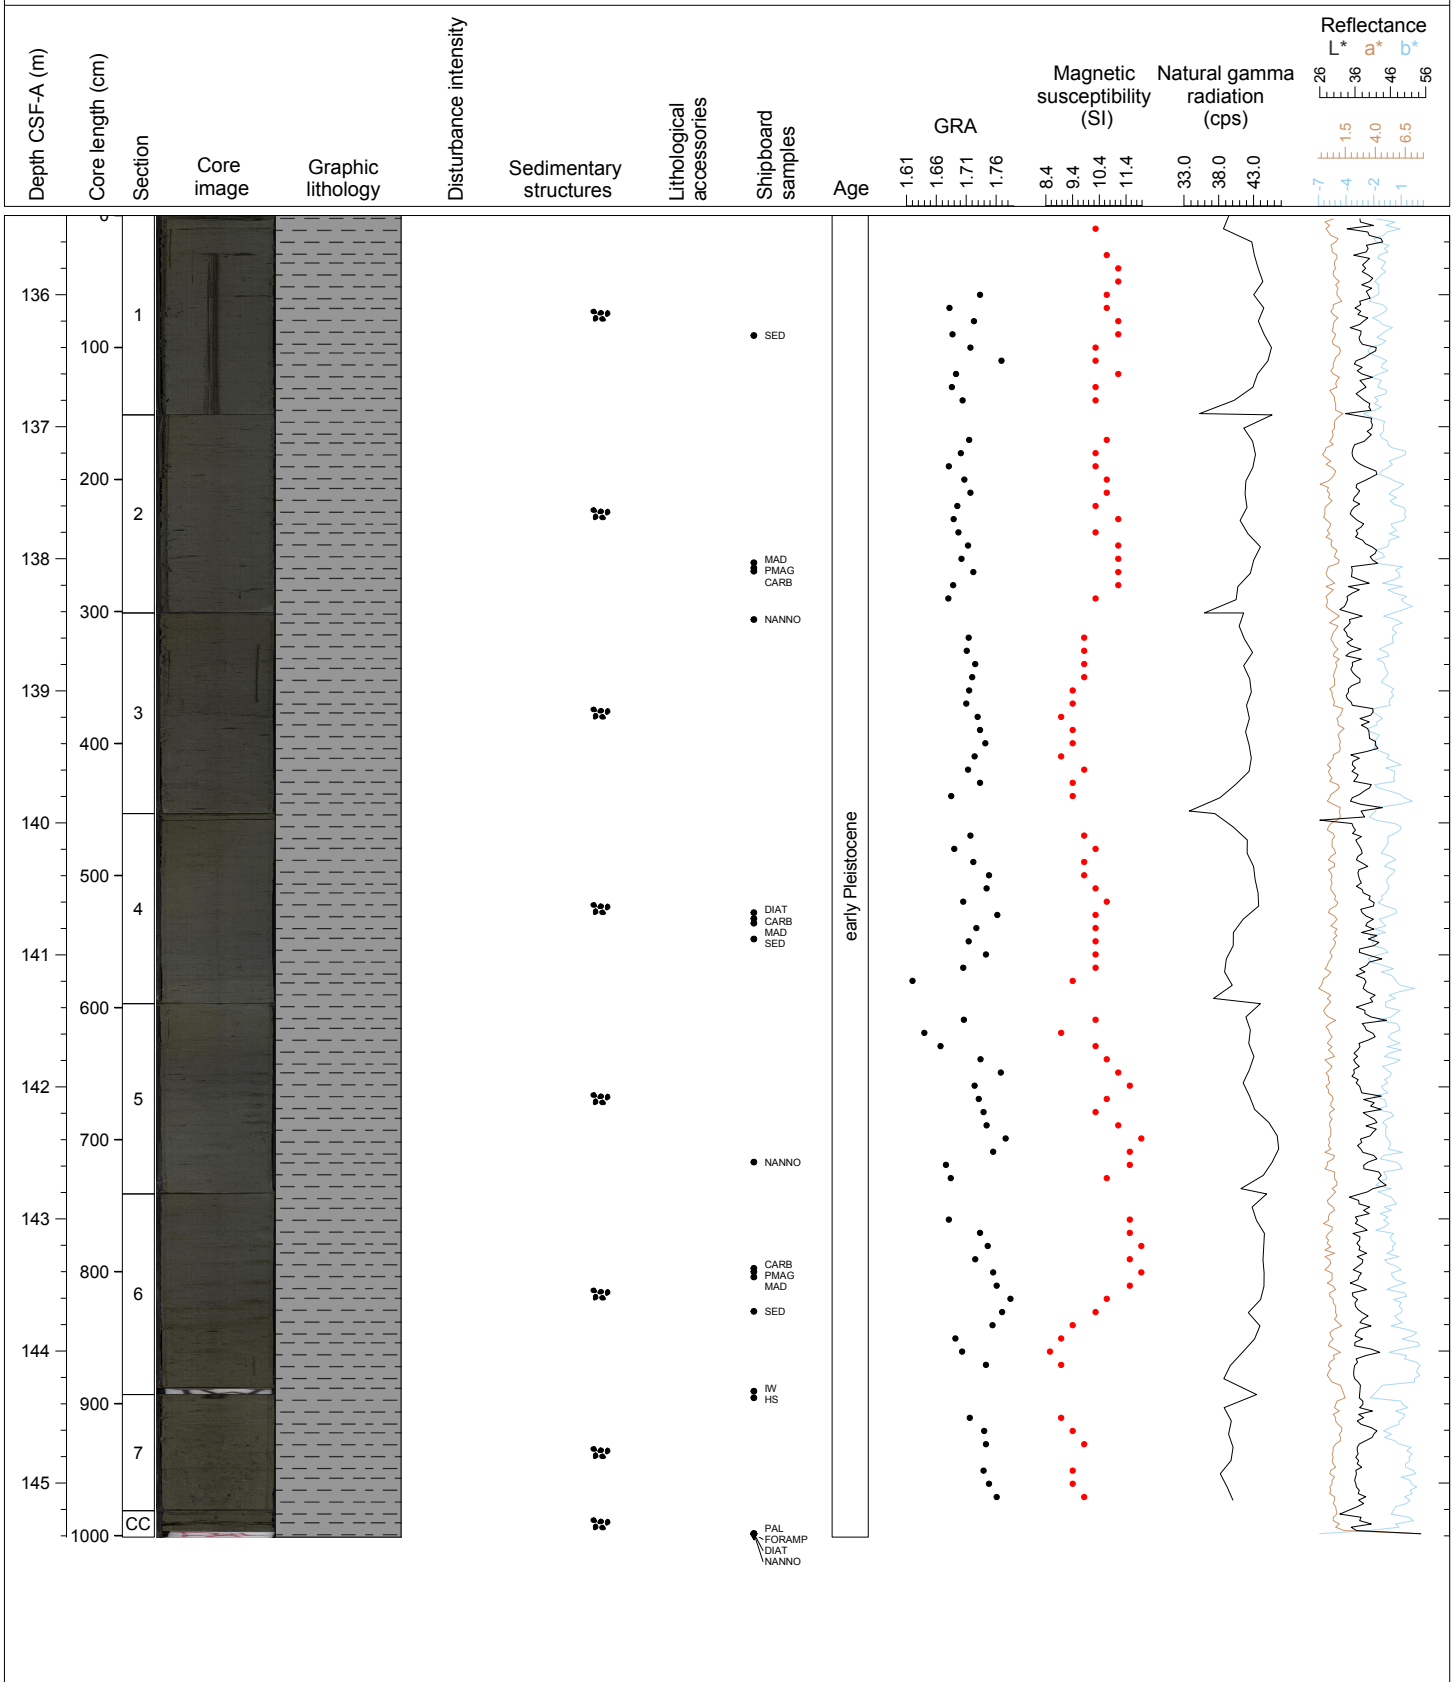 Depth CSF-A (m)
Core length (cm)
Section
Core
image
Graphic
lithology
Disturbance intensity
Sedimentary
structures
Lithological
accessories
Shipboard
samples
Age
GRA
1.61 1.66 1.71 1.76
Magnetic
susceptibility
(SI)
8.4 9.4 10.4 11.4
Natural gamma
radiation
(cps)
33.0 38.0 43.0
Reflectance
L* a* b*
26 36 46 56
1.5 4.0 6.5
-7 -4 -2 1
0
136
1
100
SED
137
200
2
138
MAD
PMAG
CARB
300
NANNO
139
3
400
140
early Pleistocene
500
4
DIAT
CARB
MAD
SED
141
600
142
5
700
NANNO
143
800
6
CARB
PMAG
MAD
SED
144
900
IW
HS
7
145
CC
1000
PAL
FORAMP
DIAT
NANNO